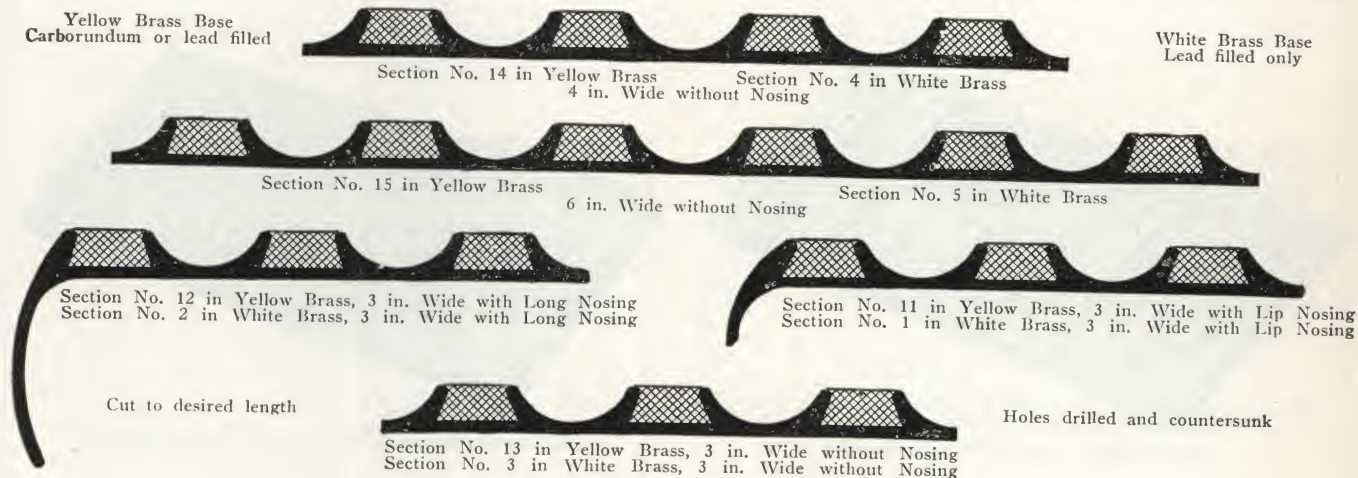 Yellow Brass Base
Carborundum or lead filled
White Brass Base
Lead filled only
Section No. 14 in Yellow Brass
Section No. 4 in White Brass
4 in. Wide without Nosing
Section No. 15 in Yellow Brass
Section No. 5 in White Brass
6 in. Wide without Nosing
Section No. 12 in Yellow Brass, 3 in. Wide with Long Nosing
Section No. 2 in White Brass, 3 in. Wide with Long Nosing
Section No. 11 in Yellow Brass, 3 in. Wide with Lip Nosing
Section No. 1 in White Brass, 3 in. Wide with Lip Nosing
Cut to desired length
Holes drilled and countersunk
Section No. 13 in Yellow Brass, 3 in. Wide without Nosing
Section No. 3 in White Brass, 3 in. Wide without Nosing